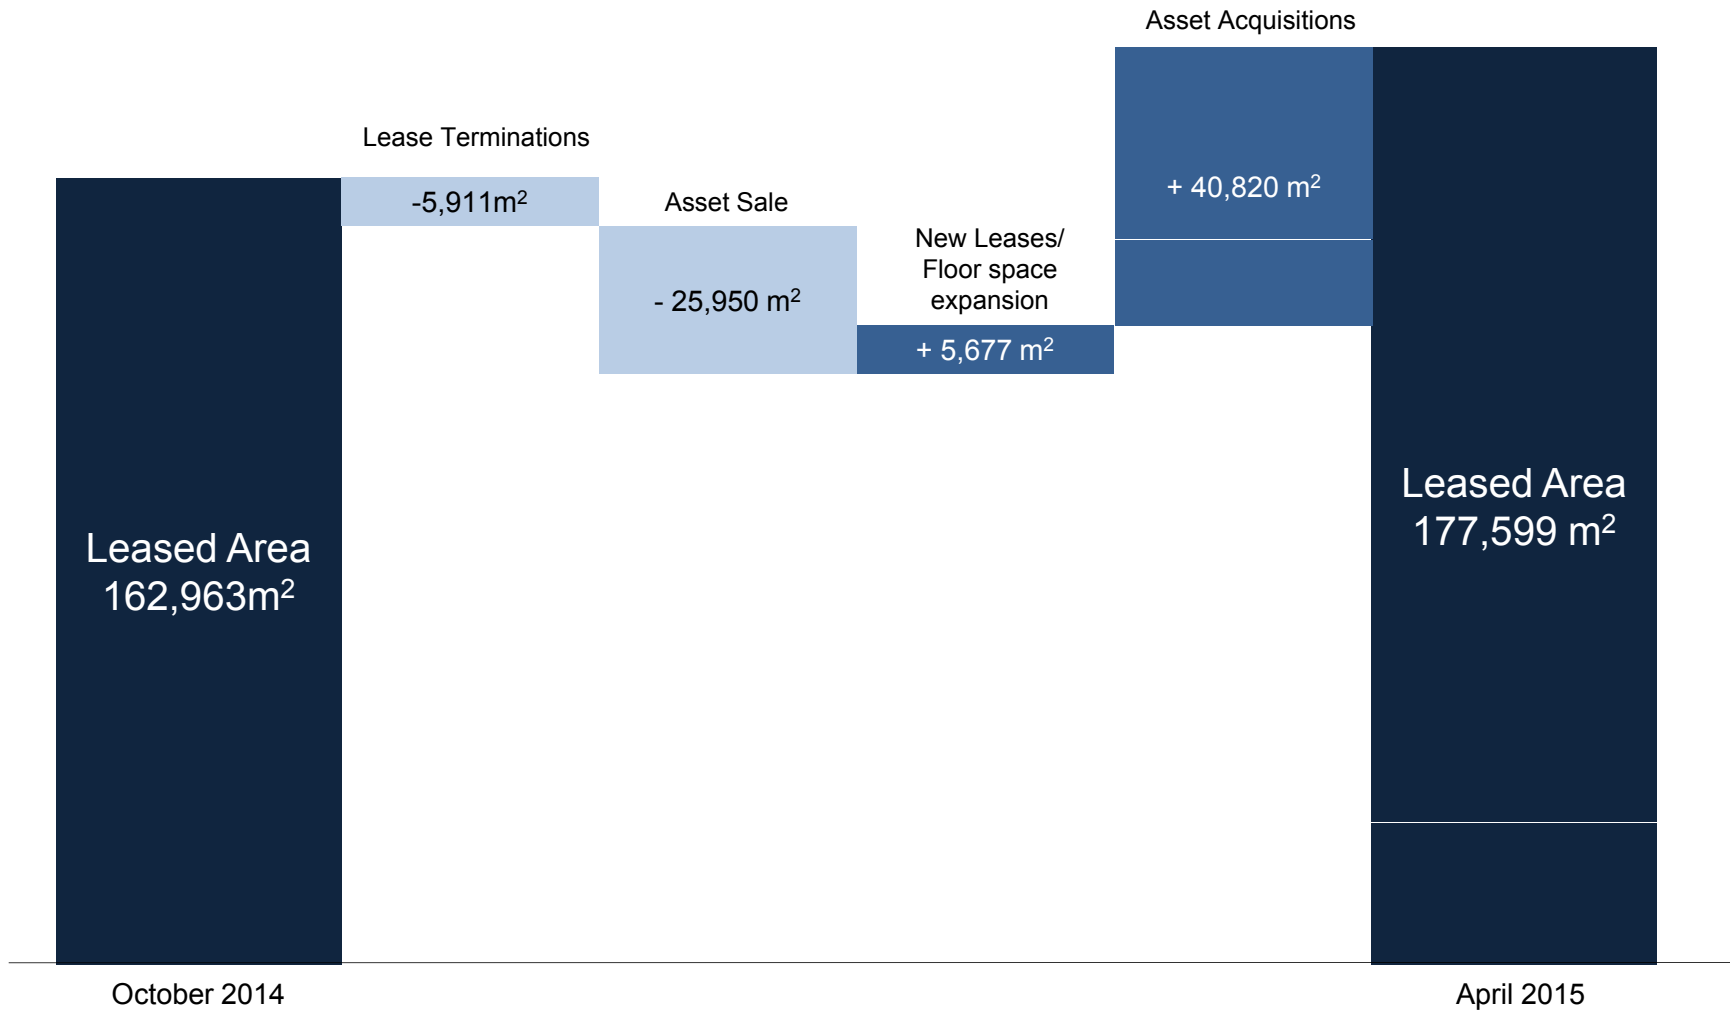 Asset Acquisitions
Lease Terminations
-5,911m²
Asset Sale
+ 40,820 m²
New Leases/
Floor space
expansion
- 25,950 m²
+ 5,677 m²
Leased Area
177,599 m²
Leased Area
162,963m²
October 2014
April 2015